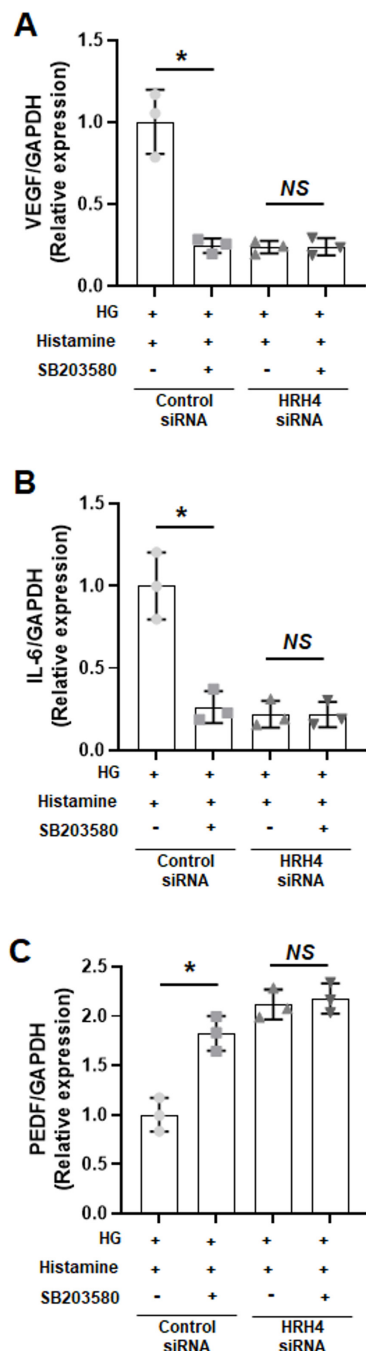 A
VEGF/GAPDH
(Relative expression)
1.5
1.0
0.5
0.0
*
NS
HG + + + +
Histamine + + + +
SB203580 - + - +
Control siRNA
HRH4 siRNA
B
IL-6/GAPDH
(Relative expression)
1.5
1.0
0.5
0.0
*
NS
HG + + + +
Histamine + + + +
SB203580 - + - +
Control siRNA
HRH4 siRNA
C
PEDF/GAPDH
(Relative expression)
2.5
2.0
1.5
1.0
0.5
0.0
*
NS
HG + + + +
Histamine + + + +
SB203580 - + - +
Control siRNA
HRH4 siRNA